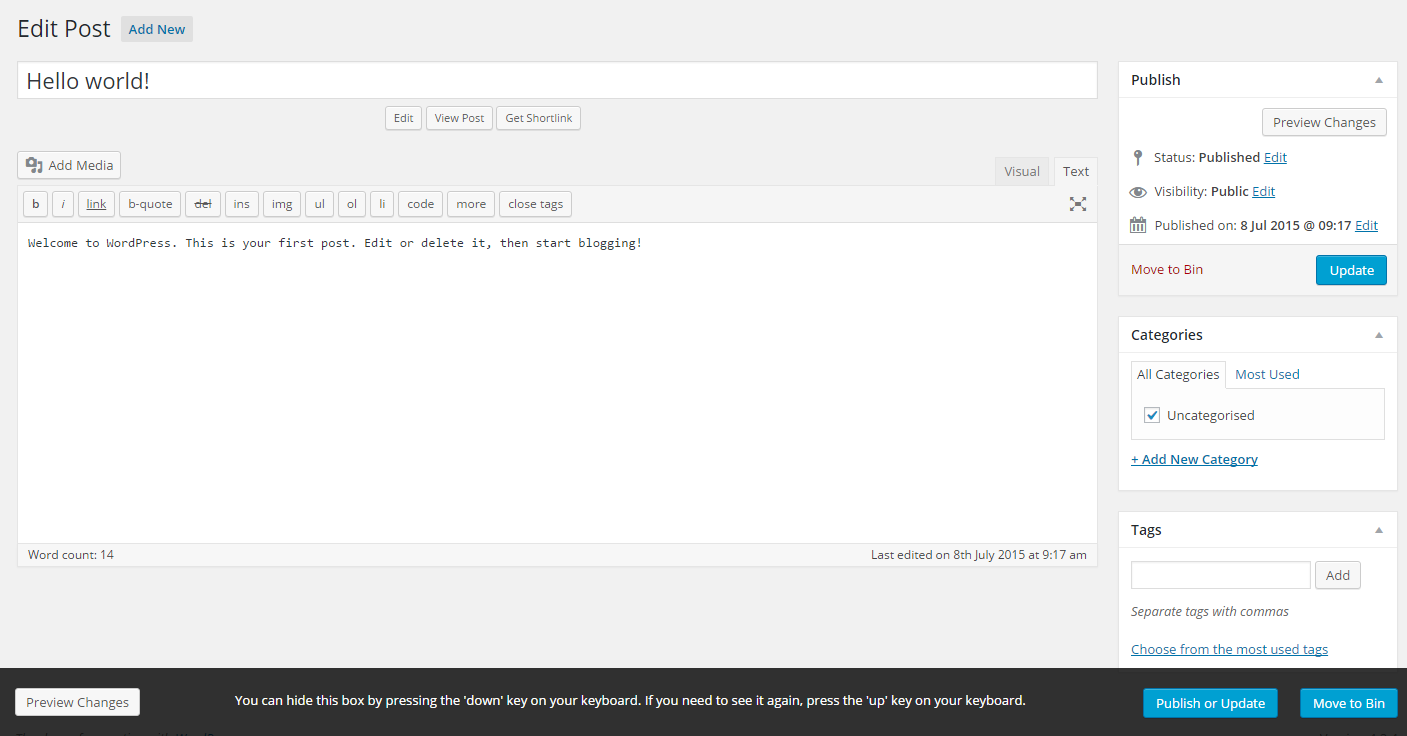 Edit Post Add New
Hello world!
Edit View Post Get Shortlink
Add Media
Visual Text
b i link b-quote del ins img ul ol li code more close tags
Welcome to WordPress. This is your first post. Edit or delete it, then start blogging!
Word count: 14 Last edited on 8th July 2015 at 9:17 am
Publish
Preview Changes
Status: Published Edit
Visibility: Public Edit
Published on: 8 Jul 2015 @ 09:17 Edit
Move to Bin Update
Categories
All Categories Most Used
Uncategorised
+ Add New Category
Tags
Add
Separate tags with commas
Choose from the most used tags
Preview Changes You can hide this box by pressing the 'down' key on your keyboard. If you need to see it again, press the 'up' key on your keyboard. Publish or Update Move to Bin